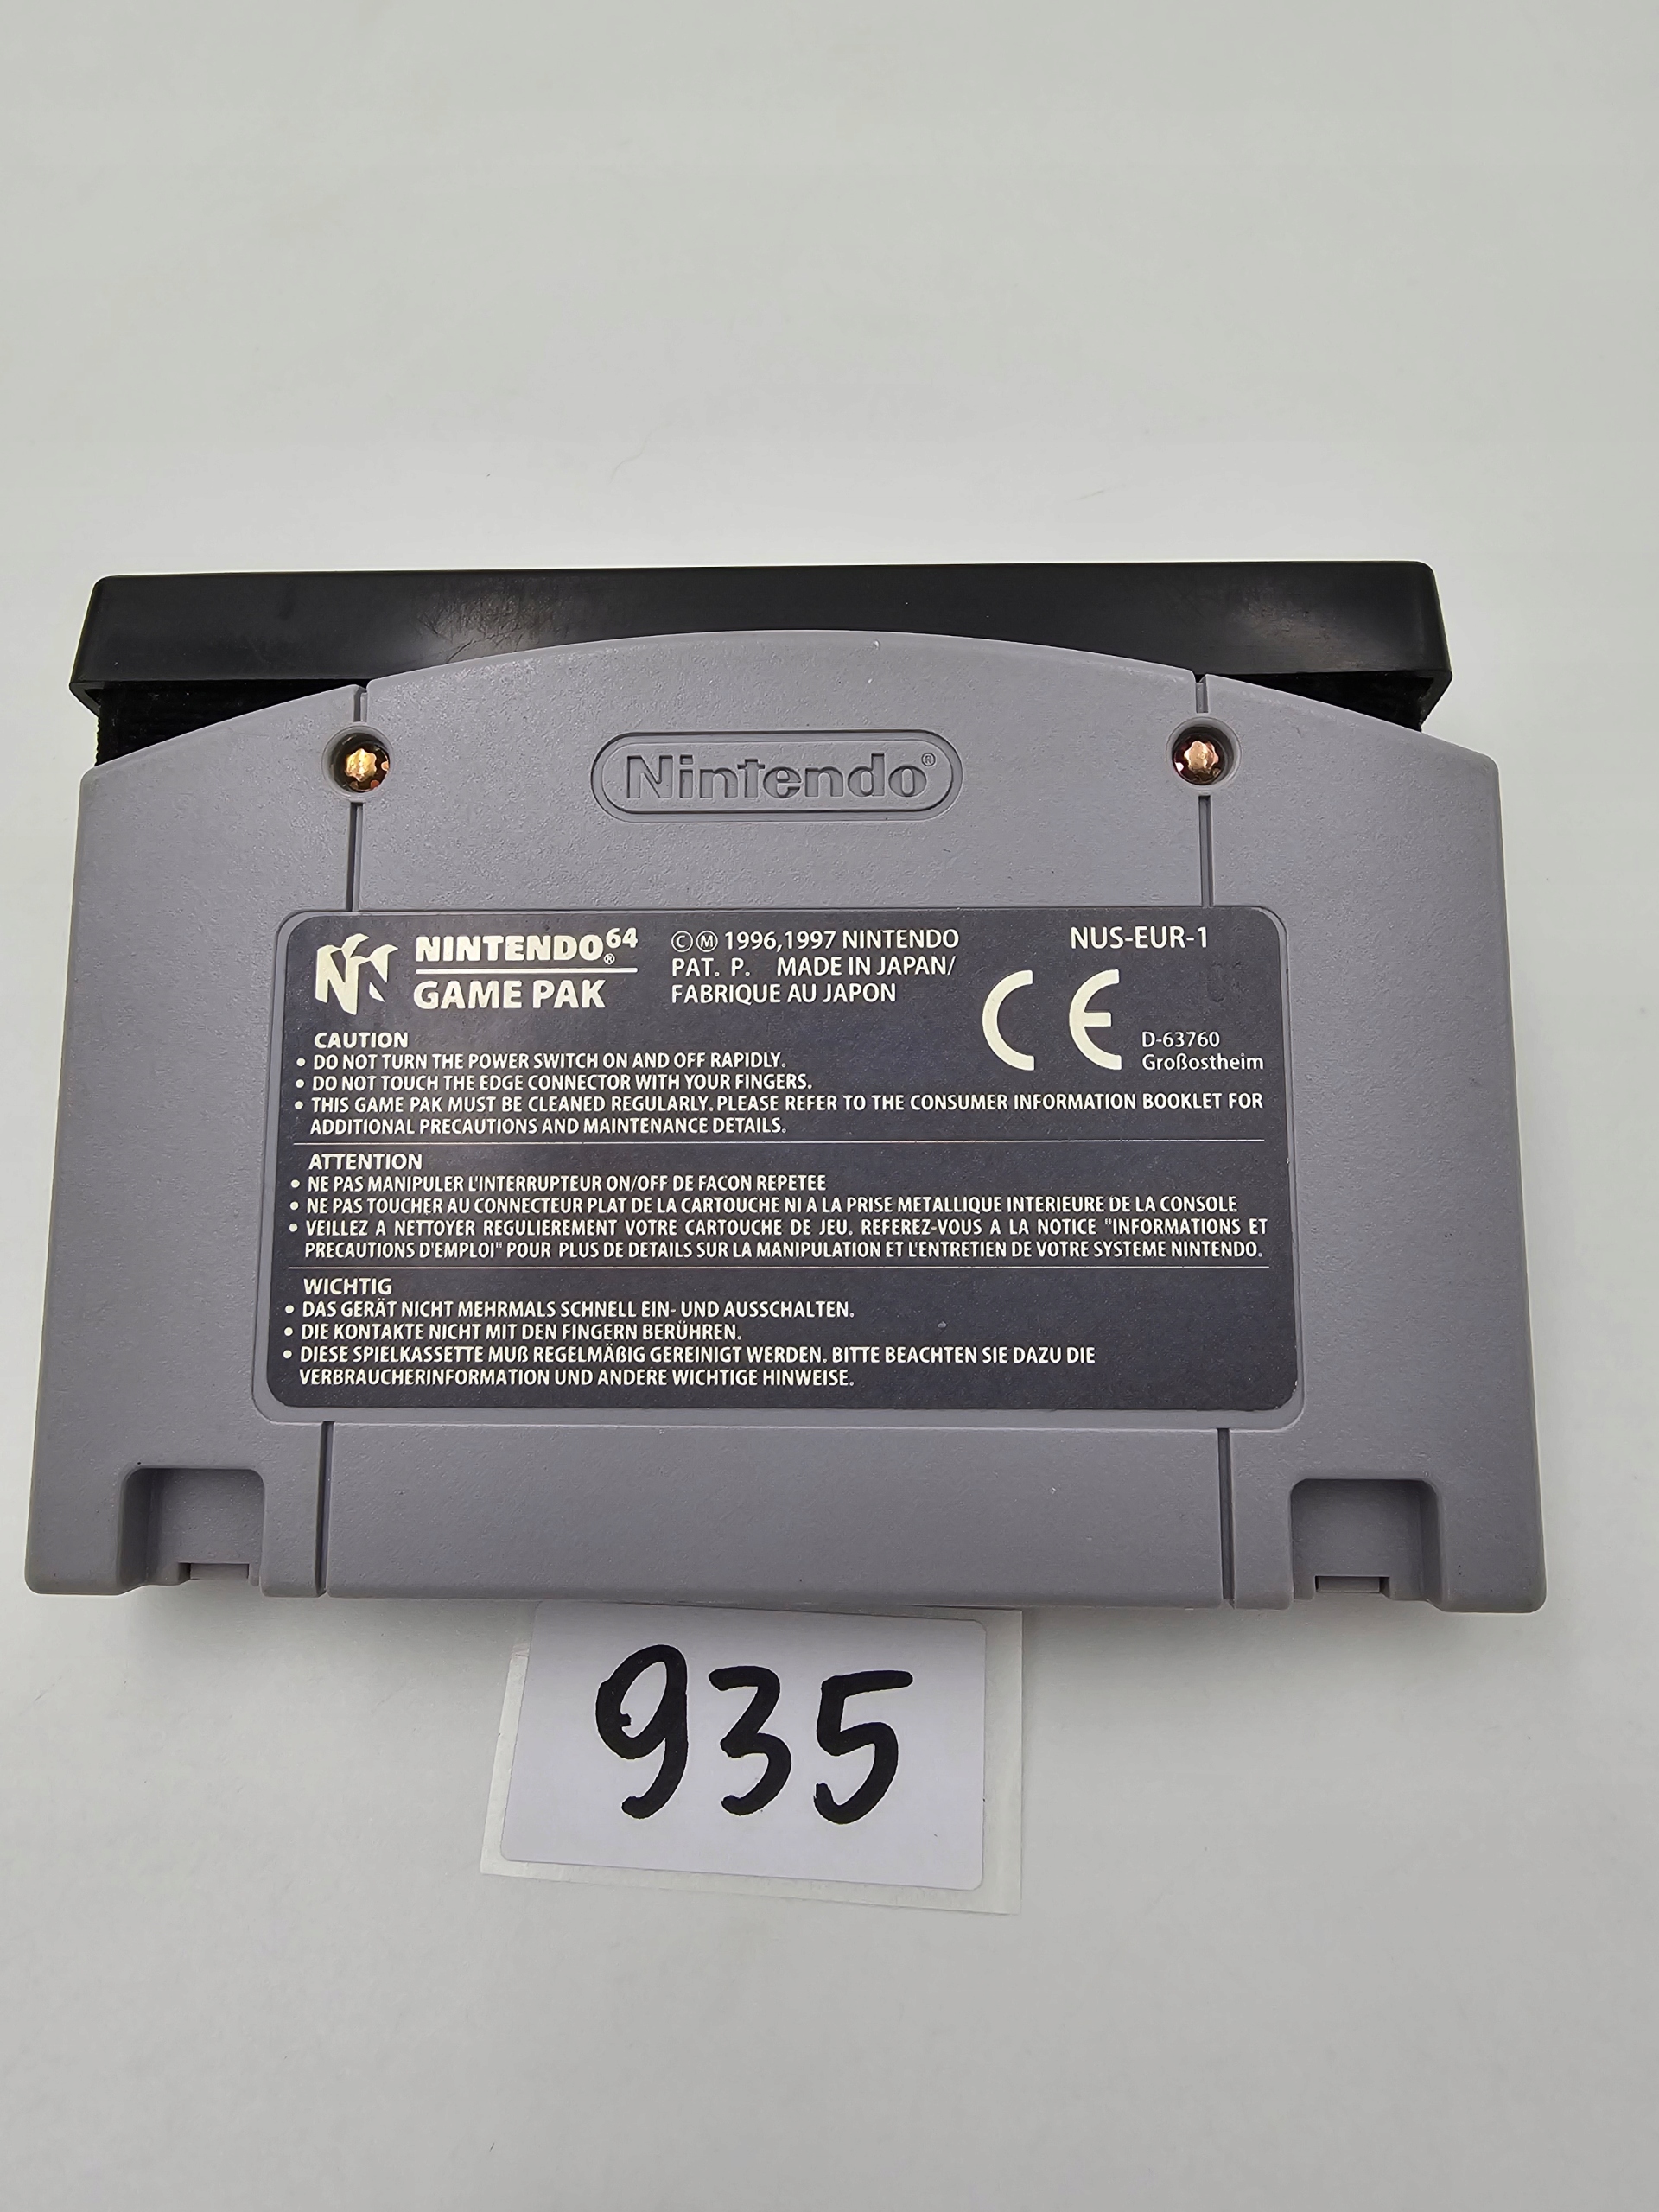 Nintendo®
NINTENDO64®
GAME PAK
©Ⓜ 1996,1997 NINTENDO
PAT. P. MADE IN JAPAN/
FABRIQUE AU JAPON
NUS-EUR-1
CE
D-63760
Großostheim
CAUTION
• DO NOT TURN THE POWER SWITCH ON AND OFF RAPIDLY.
• DO NOT TOUCH THE EDGE CONNECTOR WITH YOUR FINGERS.
• THIS GAME PAK MUST BE CLEANED REGULARLY. PLEASE REFER TO THE CONSUMER INFORMATION BOOKLET FOR
ADDITIONAL PRECAUTIONS AND MAINTENANCE DETAILS.
ATTENTION
• NE PAS MANIPULER L'INTERRUPTEUR ON/OFF DE FACON REPETEE
• NE PAS TOUCHER AU CONNECTEUR PLAT DE LA CARTOUCHE NI A LA PRISE METALLIQUE INTERIEURE DE LA CONSOLE
• VEILLEZ A NETTOYER REGULIEREMENT VOTRE CARTOUCHE DE JEU. REFEREZ-VOUS A LA NOTICE "INFORMATIONS ET
PRECAUTIONS D'EMPLOI" POUR PLUS DE DETAILS SUR LA MANIPULATION ET L'ENTRETIEN DE VOTRE SYSTEME NINTENDO.
WICHTIG
• DAS GERÄT NICHT MEHRMALS SCHNELL EIN- UND AUSSCHALTEN.
• DIE KONTAKTE NICHT MIT DEN FINGERN BERÜHREN.
• DIESE SPIELKASSETTE MUß REGELMÄßIG GEREINIGT WERDEN. BITTE BEACHTEN SIE DAZU DIE
VERBRAUCHERINFORMATION UND ANDERE WICHTIGE HINWEISE.
935